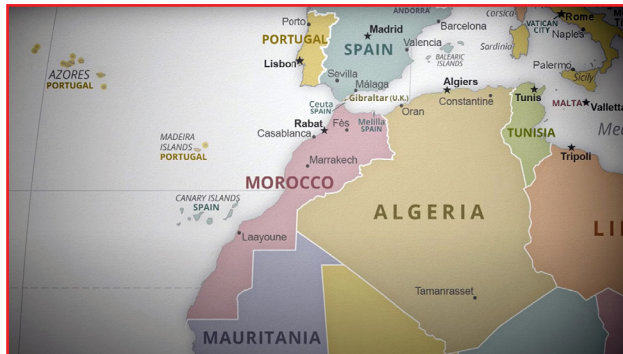 ANDORRA
Corsica
VATICAN
CITY
Rome
Porto
Madrid
Barcelona
Naples
PORTUGAL
SPAIN
Valencia
Sardinia
BALEARIC
ISLANDS
Lisbon
Palermo
AZORES
PORTUGAL
Sevilla
Málaga
Algiers
Sicily
Gibraltar (U.K.)
Constantine
Tunis
MALTA
Valletta
Ceuta
SPAIN
Oran
Rabat
Fès
Melilla
SPAIN
Casablanca
TUNISIA
Med
MADEIRA
ISLANDS
PORTUGAL
Marrakech
Tripoli
MOROCCO
CANARY ISLANDS
SPAIN
ALGERIA
LI
Laayoune
Tamanrasset
MAURITANIA